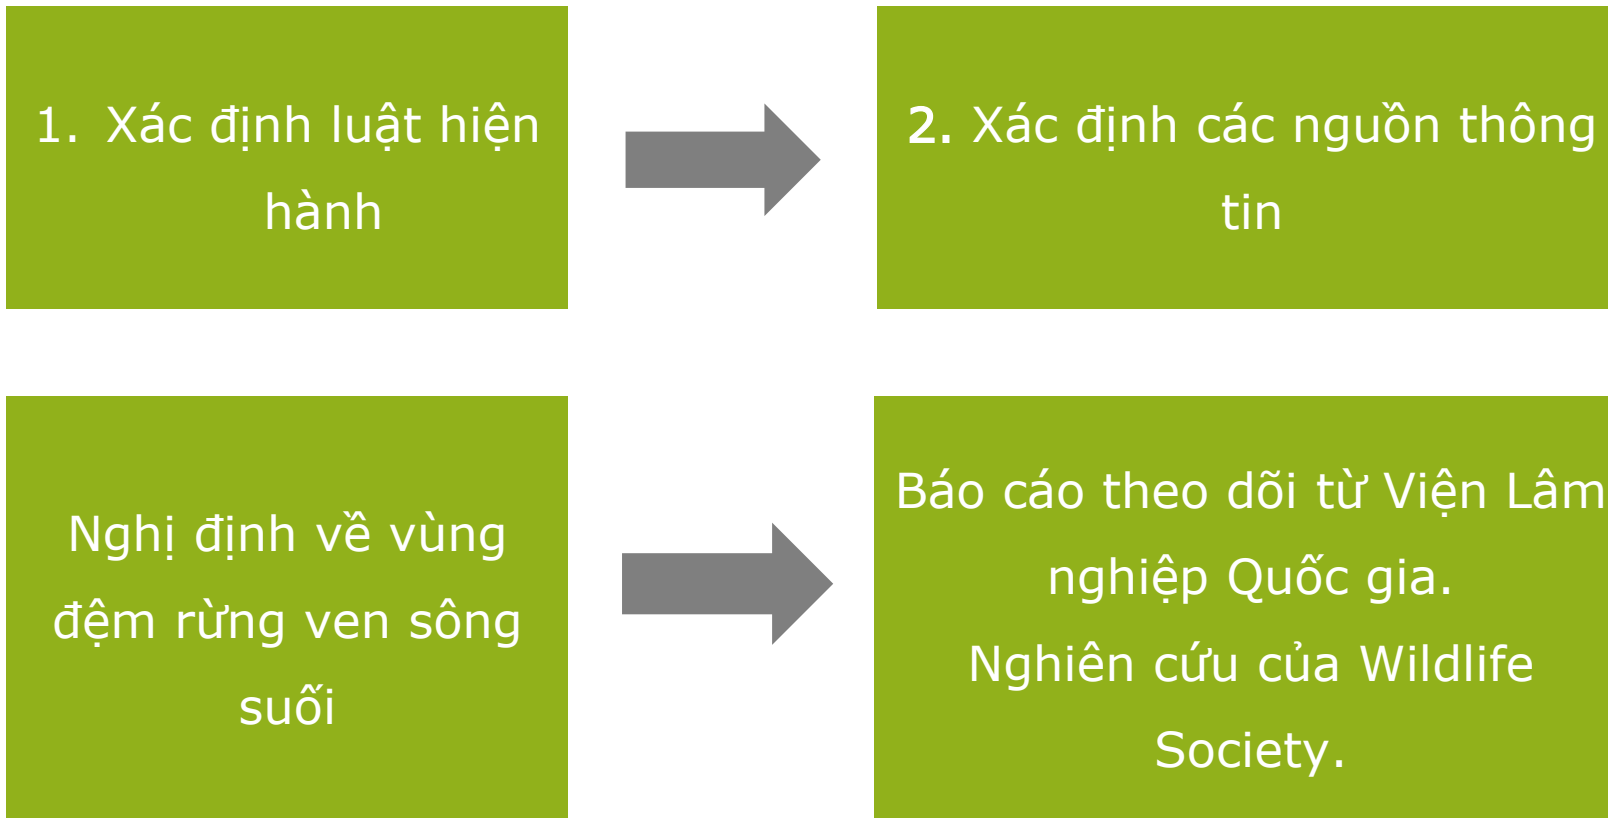 1. Xác định luật hiện
hành
2. Xác định các nguồn thông
tin
Nghị định về vùng
đệm rừng ven sông
suối
Báo cáo theo dõi từ Viện Lâm
nghiệp Quốc gia.
Nghiên cứu của Wildlife
Society.